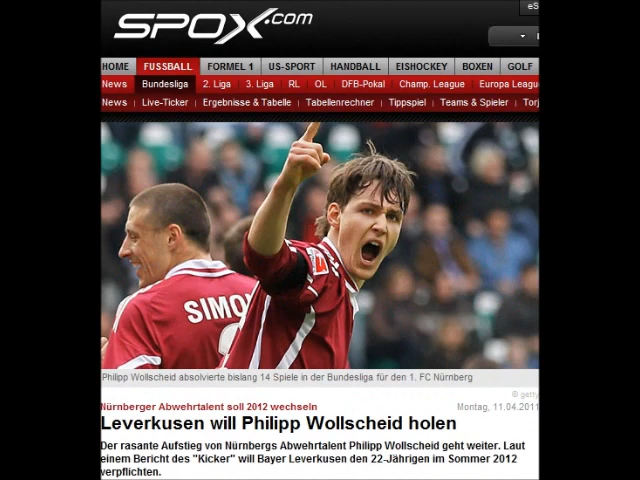 SPOX.com
eS
HOME FUSSBALL FORMEL 1 US-SPORT HANDBALL EISHOCKEY BOXEN GOLF
News Bundesliga 2. Liga 3. Liga RL OL DFB-Pokal Champ. League Europa Leagu
News Live-Ticker Ergebnisse & Tabelle Tabellenrechner Tippspiel Teams & Spieler Torj
SIMO
Philipp Wollscheid absolvierte bislang 14 Spiele in der Bundesliga für den 1. FC Nürnberg
© getty
Nürnberger Abwehrtalent soll 2012 wechseln Montag, 11.04.2011
Leverkusen will Philipp Wollscheid holen
Der rasante Aufstieg von Nürnbergs Abwehrtalent Philipp Wollscheid geht weiter. Laut
einem Bericht des "Kicker" will Bayer Leverkusen den 22-Jährigen im Sommer 2012
verpflichten.